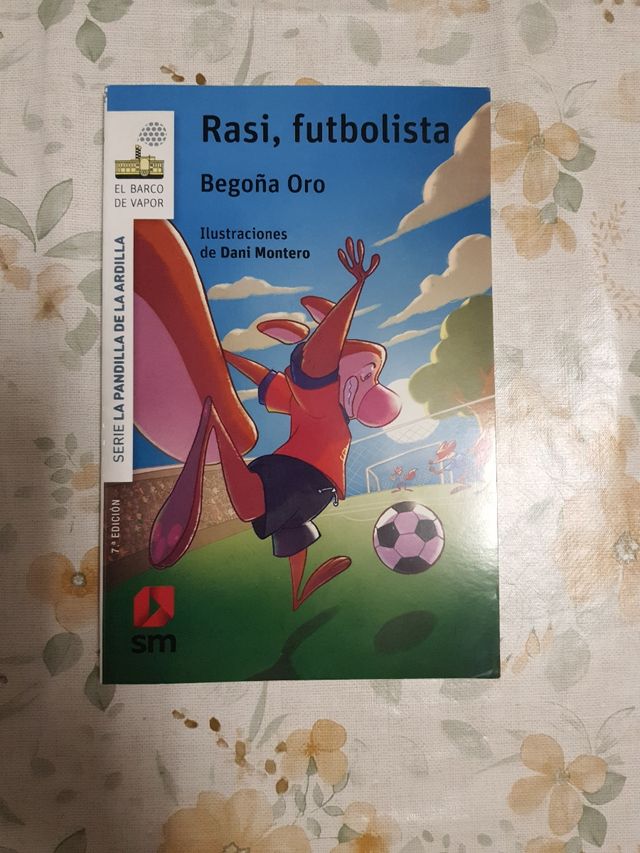 Rasi, futbolista
Begoña Oro
Ilustraciones
de Dani Montero
EL BARCO
DE VAPOR
SERIE LA PANDILLA DE LA ARDILLA
7.ª EDICIÓN
sm